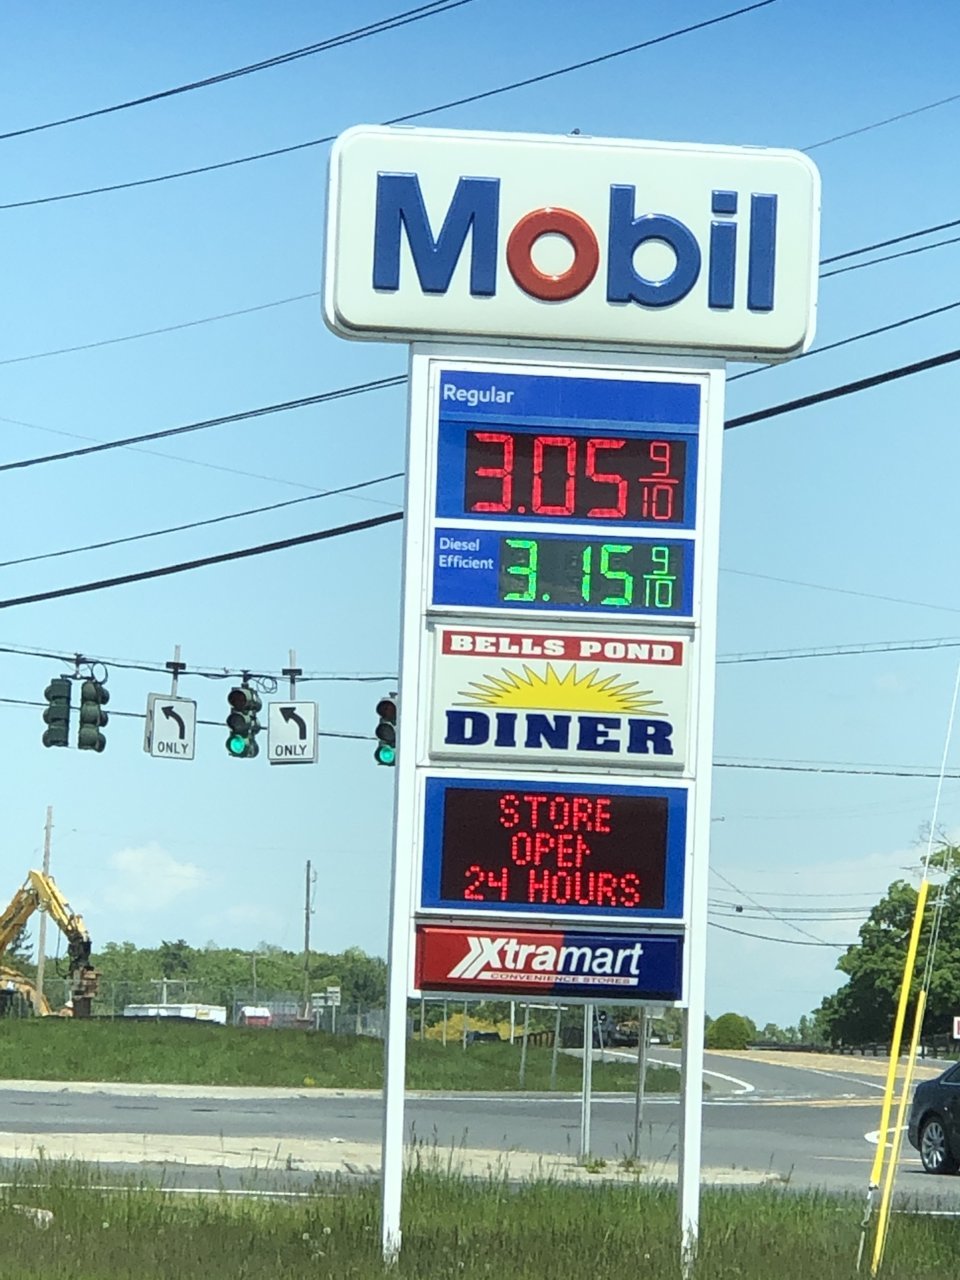 Mobil
Regular
3.05 9/10
Diesel
Efficient
3.15 9/10
BELLS POND
DINER
STORE
OPEN
24 HOURS
Xtramart
CONVENIENCE STORES
ONLY
ONLY